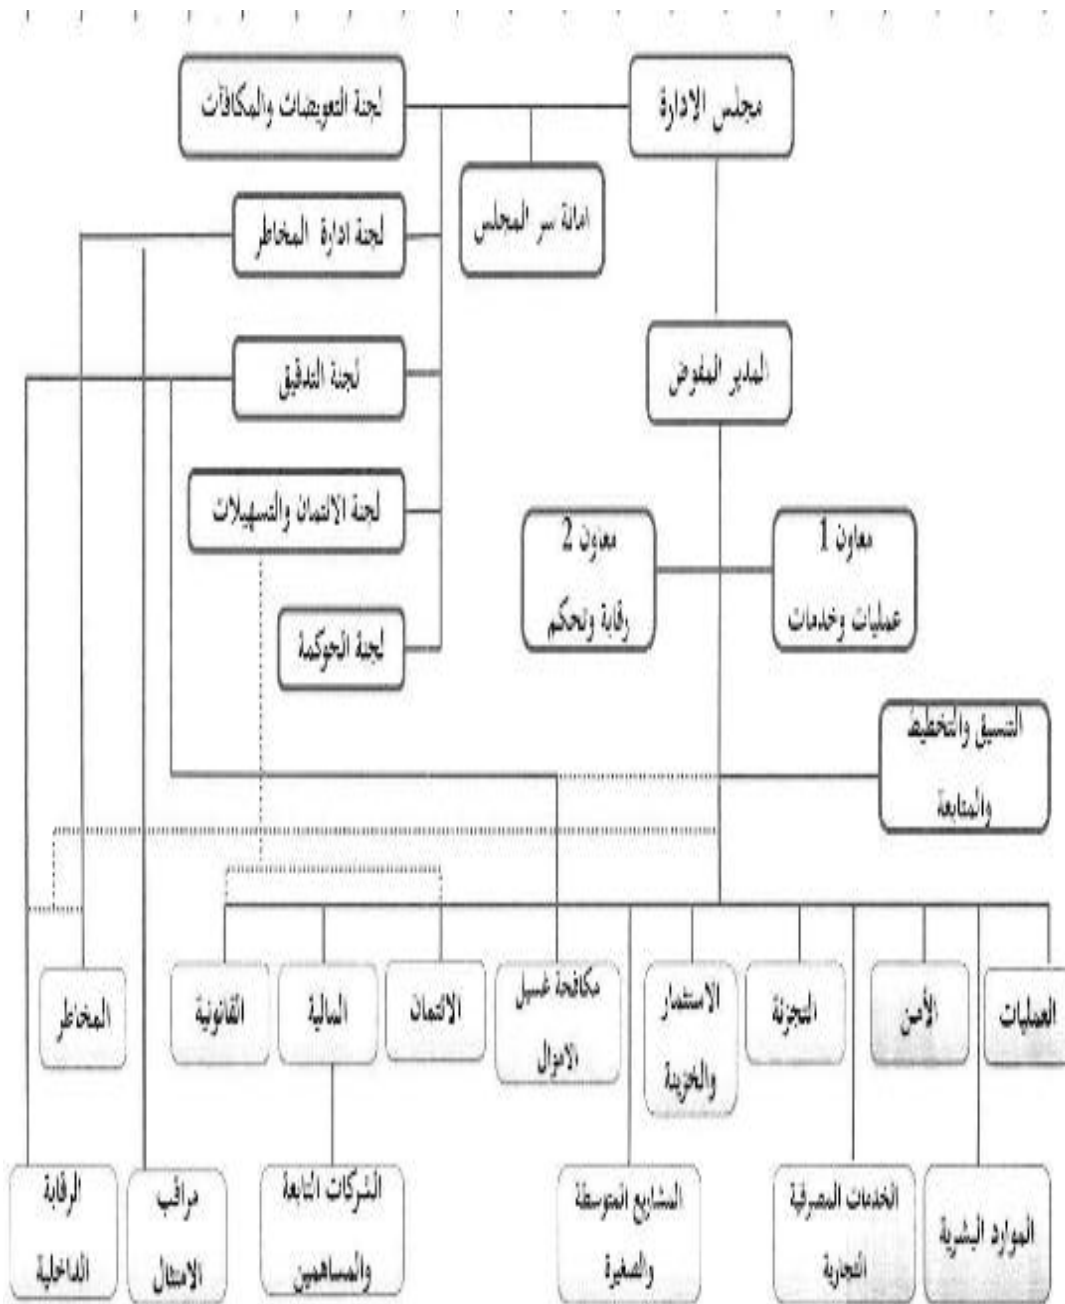 مجلس الإدارة
لجنة التعويضات والمكافآت
امانة سر المجلس
لجنة ادارة المخاطر
المدير المفوض
لجنة التدقيق
لجنة الائتمان والتسهيلات
معاون 1
عمليات وخدمات
معاون 2
رقابة وتحكم
لجنة الحوكمة
التنسيق والتخطيط
والمتابعة
العمليات
الأمن
التجزئة
الاستثمار
والخزينة
مكافحة غسيل
الاموال
الائتمان
المالية
القانونية
المخاطر
الموارد البشرية
الخدمات المصرفية
التجارية
المشاريع المتوسطة
والصغيرة
الشركات التابعة
والمساهمين
مراقب
الامتثال
الرقابة
الداخلية